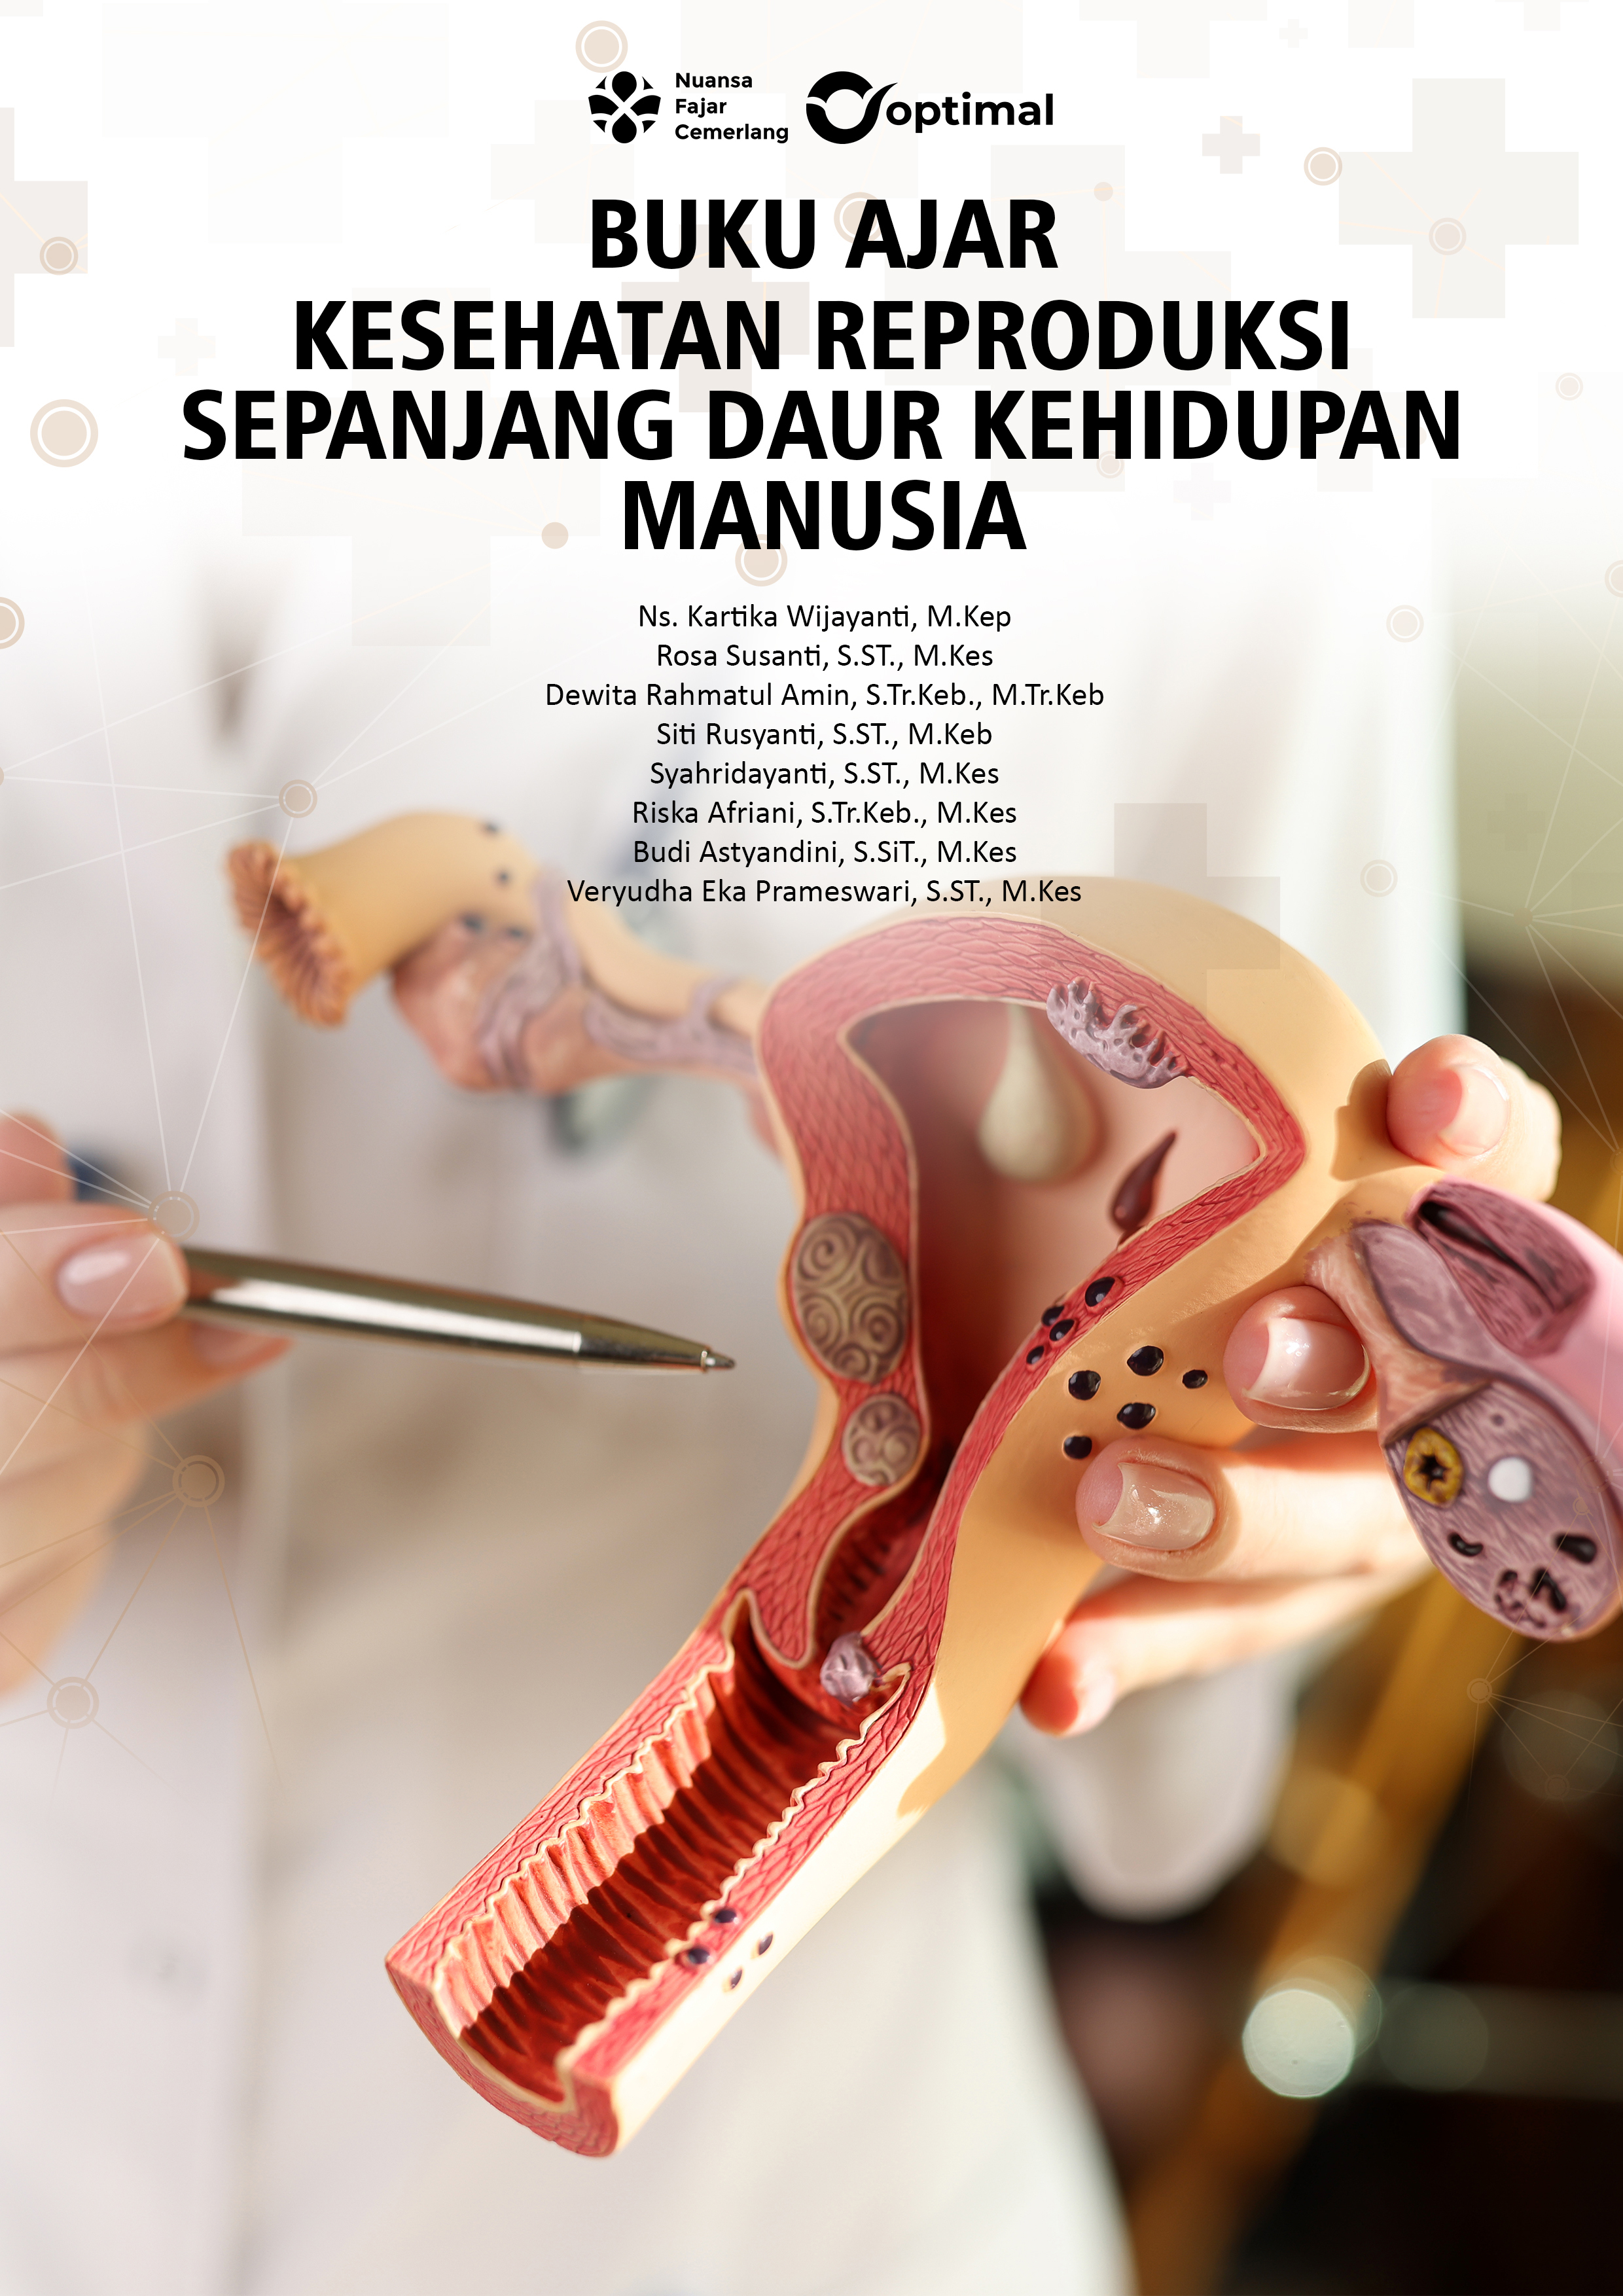 Nuansa
Fajar
Cemerlang
optimal
BUKU AJAR
KESEHATAN REPRODUKSI
SEPANJANG DAUR KEHIDUPAN
MANUSIA
Ns. Kartika Wijayanti, M.Kep
Rosa Susanti, S.ST., M.Kes
Dewita Rahmatul Amin, S.Tr.Keb., M.Tr.Keb
Siti Rusyanti, S.ST., M.Keb
Syahridayanti, S.ST., M.Kes
Riska Afriani, S.Tr.Keb., M.Kes
Budi Astyandini, S.SiT., M.Kes
Veryudha Eka Prameswari, S.ST., M.Kes